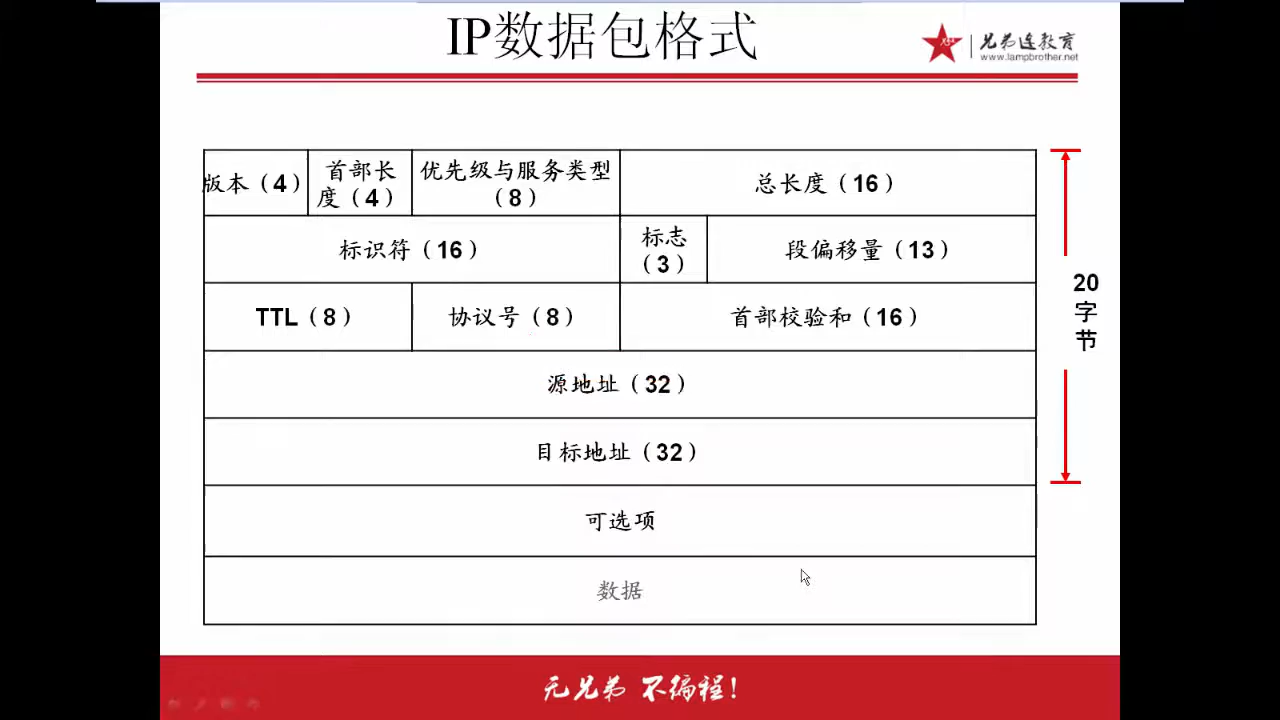 IP数据包格式
兄弟连教育
www.lampbrother.net
版本（4）
首部长
度（4）
优先级与服务类型
（8）
总长度（16）
标识符（16）
标志
（3）
段偏移量（13）
TTL（8）
协议号（8）
首部校验和（16）
源地址（32）
目标地址（32）
可选项
数据
20
字
节
无兄弟 不编程！